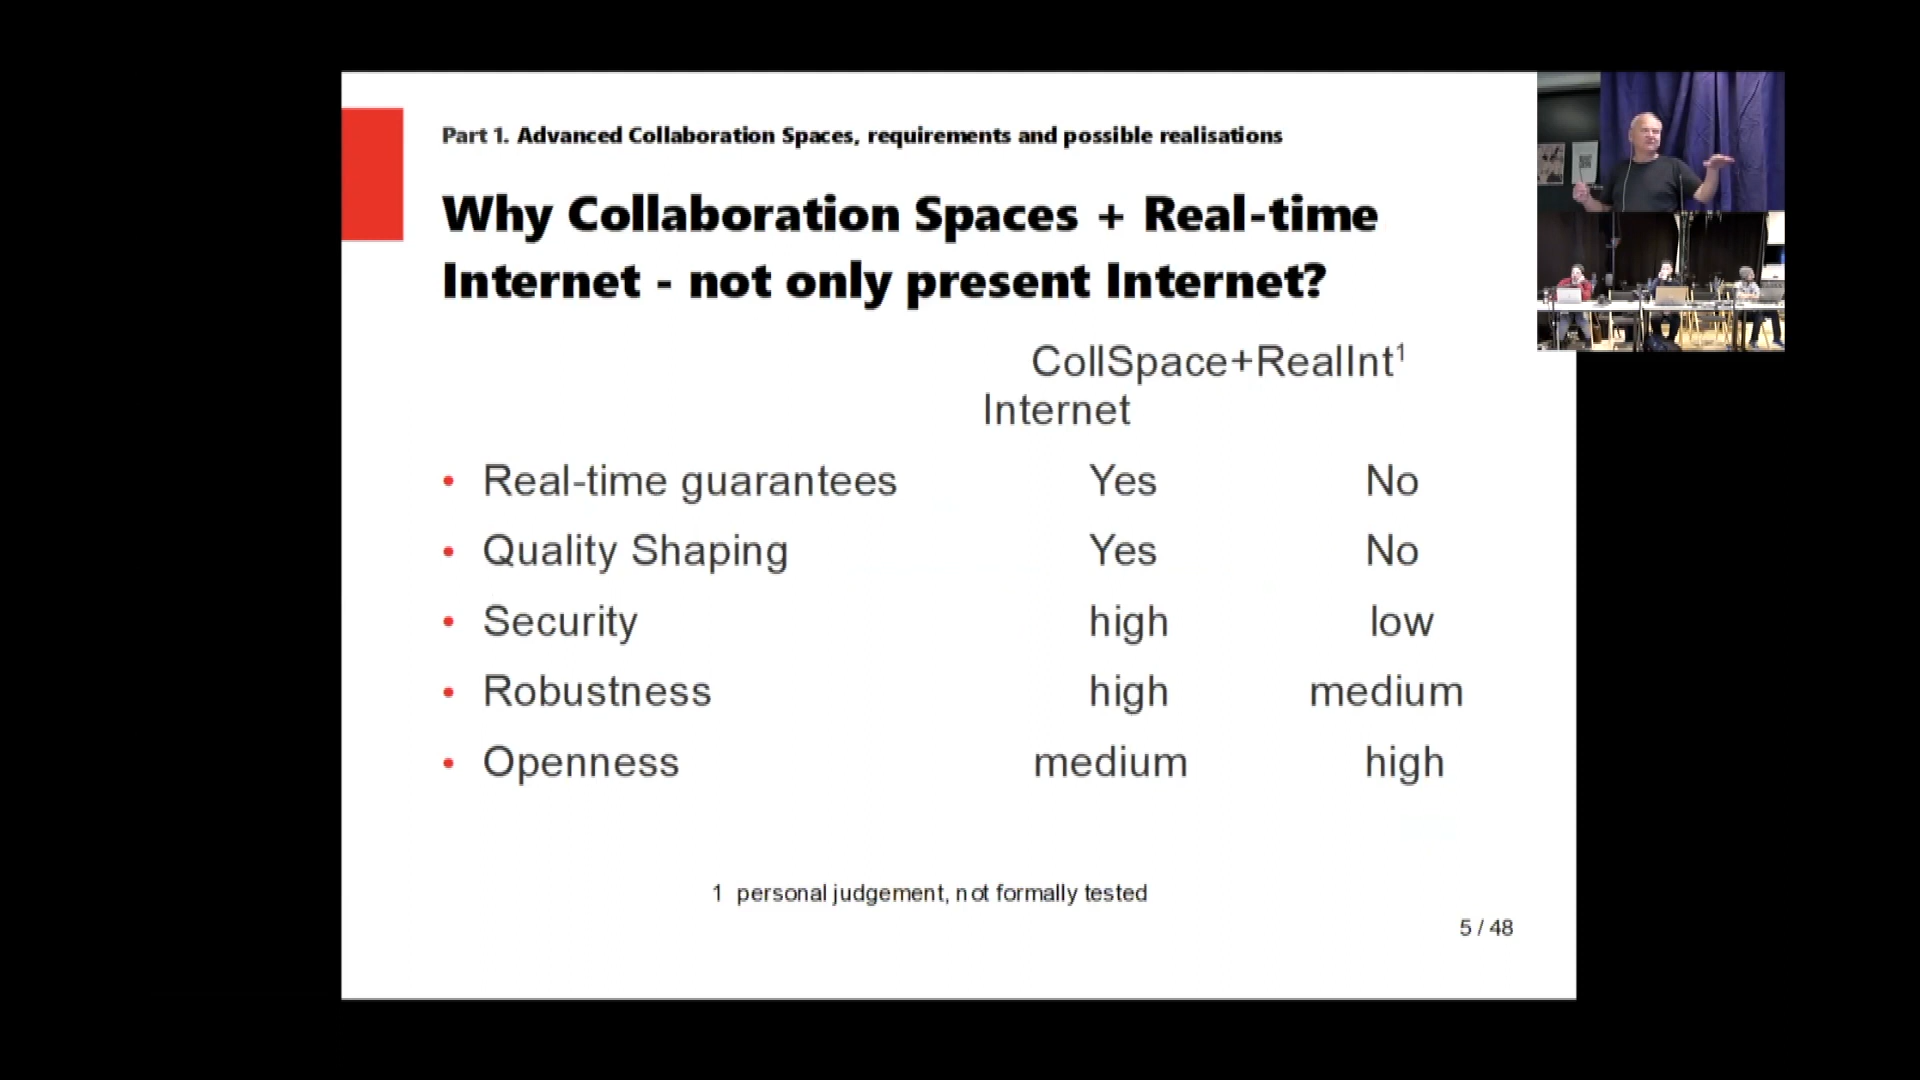 Part 1. Advanced Collaboration Spaces, requirements and possible realisations
Why Collaboration Spaces + Real-time
Internet - not only present Internet?
CollSpace+RealInt¹
Internet
• Real-time guarantees Yes No
• Quality Shaping Yes No
• Security high low
• Robustness high medium
• Openness medium high
1 personal judgement, not formally tested
5 / 48